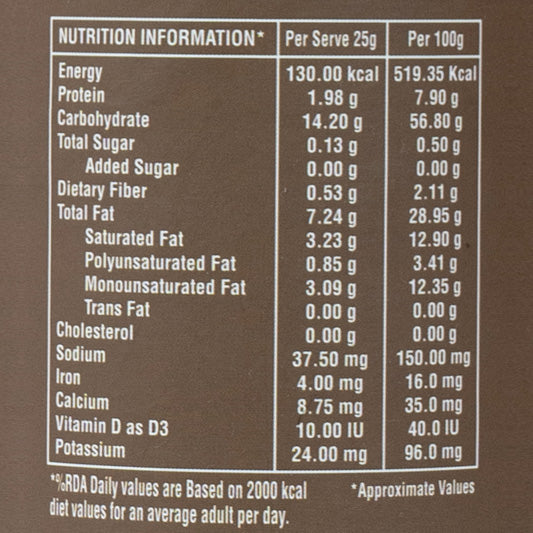 NUTRITION INFORMATION* Per Serve 25g Per 100g
Energy 130.00 kcal 519.35 Kcal
Protein 1.98 g 7.90 g
Carbohydrate 14.20 g 56.80 g
Total Sugar 0.13 g 0.50 g
Added Sugar 0.00 g 0.00 g
Dietary Fiber 0.53 g 2.11 g
Total Fat 7.24 g 28.95 g
Saturated Fat 3.23 g 12.90 g
Polyunsaturated Fat 0.85 g 3.41 g
Monounsaturated Fat 3.09 g 12.35 g
Trans Fat 0.00 g 0.00 g
Cholesterol 0.00 g 0.00 g
Sodium 37.50 mg 150.00 mg
Iron 4.00 mg 16.0 mg
Calcium 8.75 mg 35.0 mg
Vitamin D as D3 10.00 IU 40.0 IU
Potassium 24.00 mg 96.0 mg
*%RDA Daily values are Based on 2000 kcal *Approximate Values
diet values for an average adult per day.